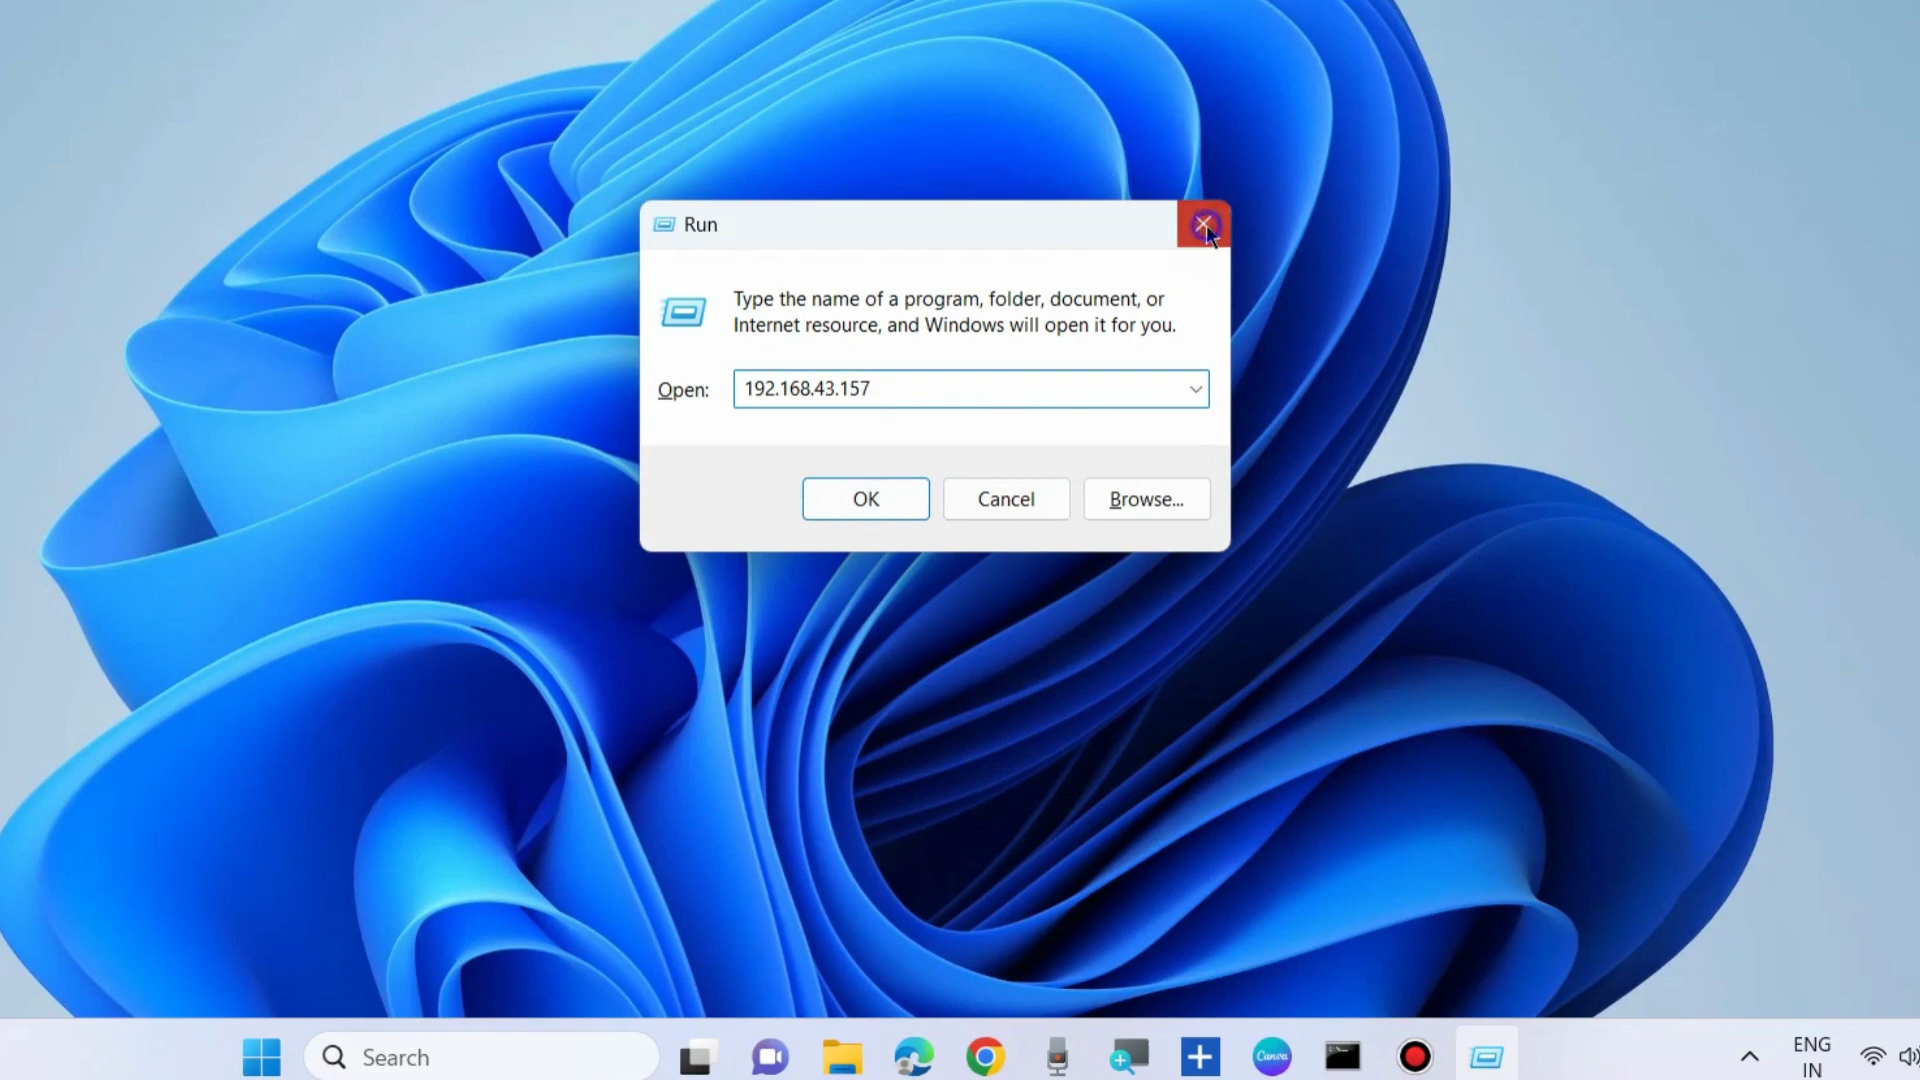 Run
Type the name of a program, folder, document, or
Internet resource, and Windows will open it for you.
Open:
192.168.43.157
OK
Cancel
Browse...
Search
Canva
ENG
IN